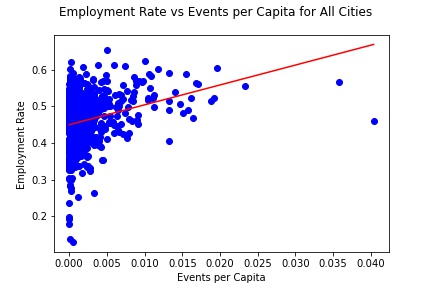 Employment Rate vs Events per Capita for All Cities
Employment Rate
0.6
0.5
0.4
0.3
0.2
0.000 0.005 0.010 0.015 0.020 0.025 0.030 0.035 0.040
Events per Capita